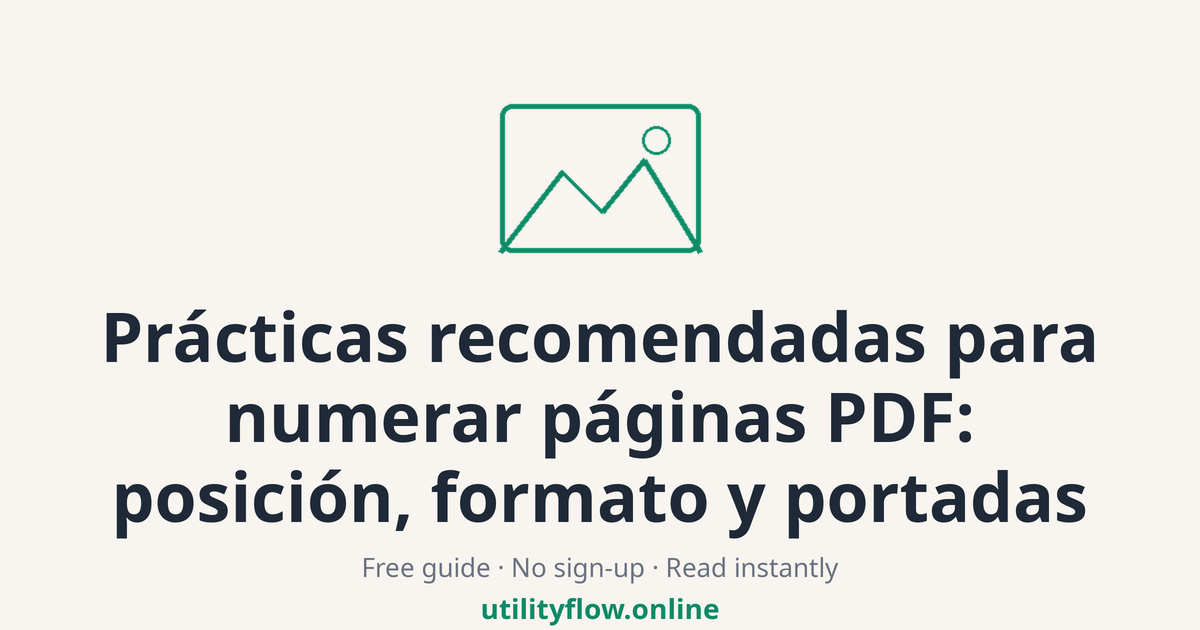 Prácticas recomendadas para
numerar páginas PDF:
posición, formato y portadas
Free guide · No sign-up · Read instantly
utilityflow.online